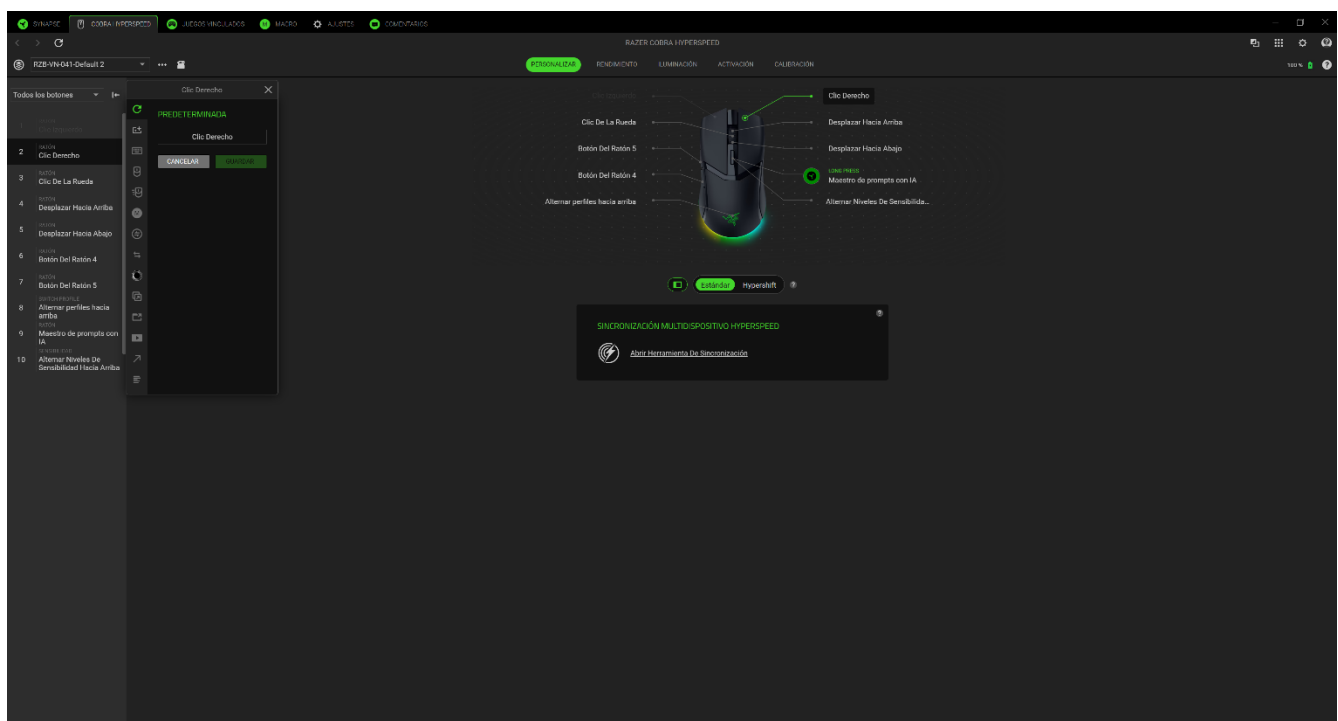 SYNAPSE
COBRA HYPERSPEED
JUEGOS VINCULADOS
MACRO
AJUSTES
COMENTARIOS
RAZER COBRA HYPERSPEED
RZB-VN-041-Default 2
PERSONALIZAR
RENDIMIENTO
ILUMINACIÓN
ACTIVACIÓN
CALIBRACIÓN
100 %
Todos los botones
1
Clic Izquierdo
2
RATÓN
Clic Derecho
3
RATÓN
Clic De La Rueda
4
RATÓN
Desplazar Hacia Arriba
5
RATÓN
Desplazar Hacia Abajo
6
RATÓN
Botón Del Ratón 4
7
RATÓN
Botón Del Ratón 5
8
SWITCH PROFILE
Alternar perfiles hacia
arriba
9
RATÓN
Maestro de prompts con
IA
10
SENSIBILIDAD
Alternar Niveles De
Sensibilidad Hacia Arriba
Clic Derecho
PREDETERMINADA
Clic Derecho
CANCELAR
GUARDAR
Clic Izquierdo
Clic De La Rueda
Botón Del Ratón 5
Botón Del Ratón 4
Alternar perfiles hacia arriba
Clic Derecho
Desplazar Hacia Arriba
Desplazar Hacia Abajo
LONG PRESS
Maestro de prompts con IA
Alternar Niveles De Sensibilida...
Estándar
Hypershift
SINCRONIZACIÓN MULTIDISPOSITIVO HYPERSPEED
Abrir Herramienta De Sincronización